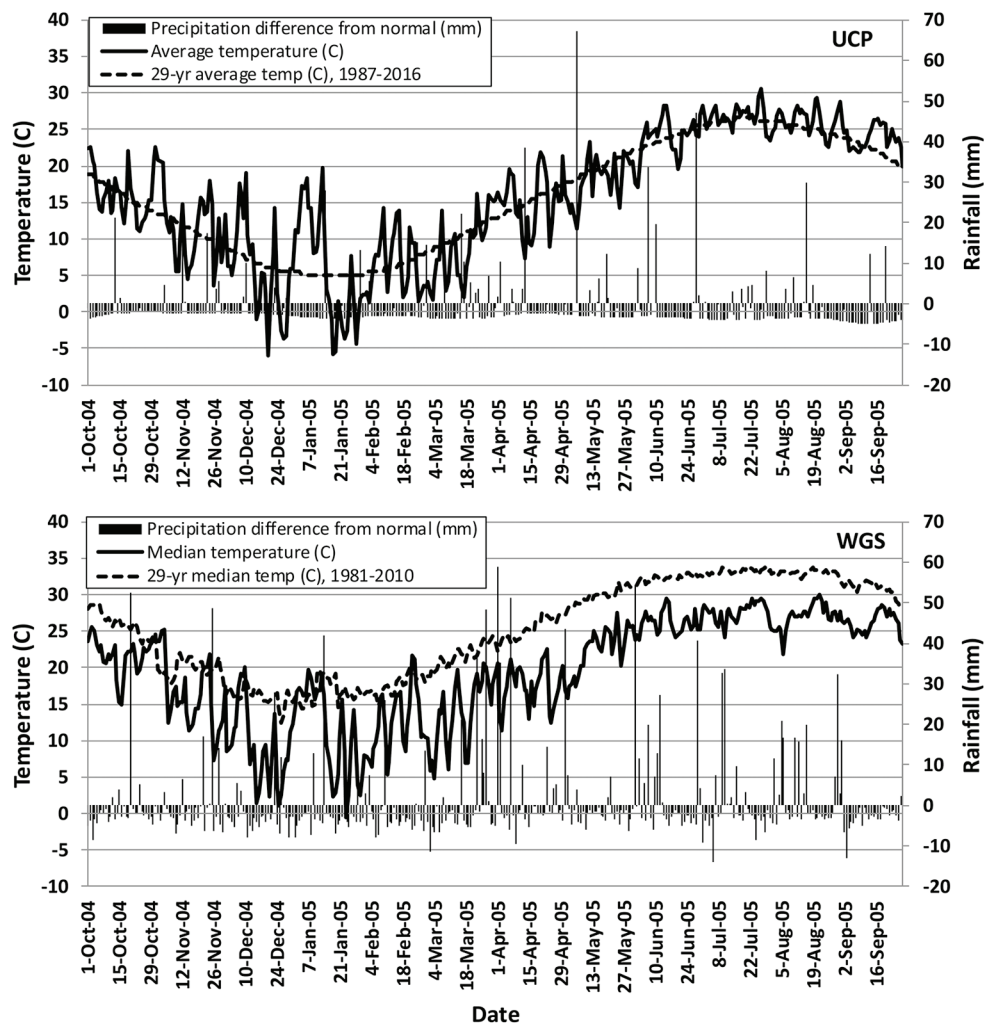 Precipitation difference from normal (mm)
Average temperature (C)
29-yr average temp (C), 1987-2016
UCP
Temperature (C)
40
35
30
25
20
15
10
5
0
-5
-10
Rainfall (mm)
70
60
50
40
30
20
10
0
-10
-20
1-Oct-04
15-Oct-04
29-Oct-04
12-Nov-04
26-Nov-04
10-Dec-04
24-Dec-04
7-Jan-05
21-Jan-05
4-Feb-05
18-Feb-05
4-Mar-05
18-Mar-05
1-Apr-05
15-Apr-05
29-Apr-05
13-May-05
27-May-05
10-Jun-05
24-Jun-05
8-Jul-05
22-Jul-05
5-Aug-05
19-Aug-05
2-Sep-05
16-Sep-05
Precipitation difference from normal (mm)
Median temperature (C)
29-yr median temp (C), 1981-2010
WGS
Temperature (C)
40
35
30
25
20
15
10
5
0
-5
-10
Rainfall (mm)
70
60
50
40
30
20
10
0
-10
-20
1-Oct-04
15-Oct-04
29-Oct-04
12-Nov-04
26-Nov-04
10-Dec-04
24-Dec-04
7-Jan-05
21-Jan-05
4-Feb-05
18-Feb-05
4-Mar-05
18-Mar-05
1-Apr-05
15-Apr-05
29-Apr-05
13-May-05
27-May-05
10-Jun-05
24-Jun-05
8-Jul-05
22-Jul-05
5-Aug-05
19-Aug-05
2-Sep-05
16-Sep-05
Date